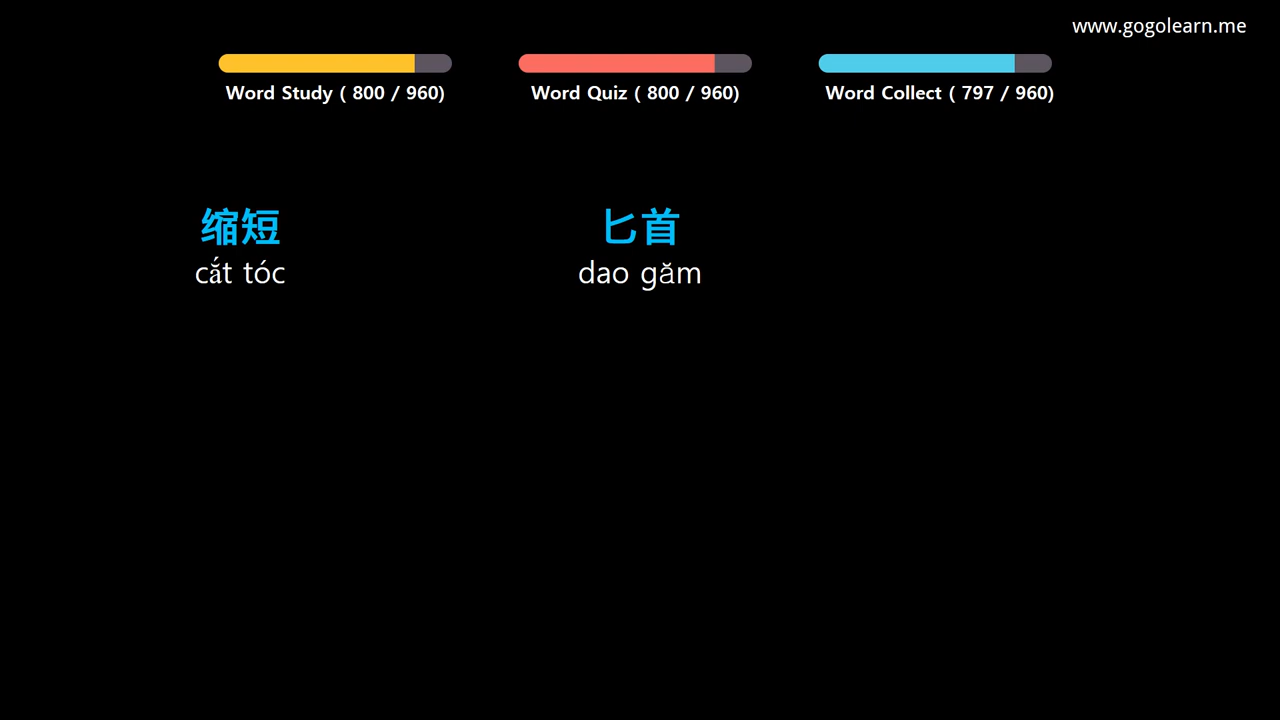 www.gogolearn.me
Word Study ( 800 / 960)
Word Quiz ( 800 / 960)
Word Collect ( 797 / 960)
缩短
cắt tóc
匕首
dao găm